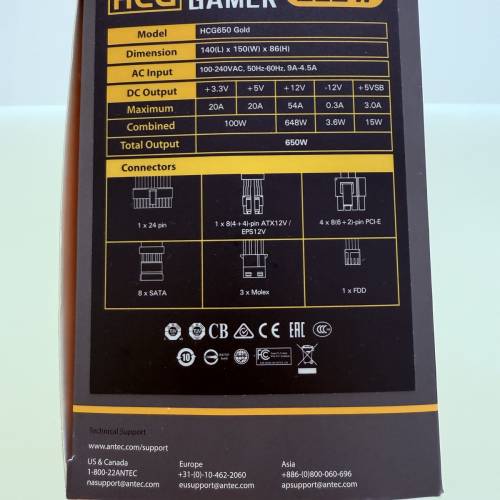 HCG GAMER
Model HCG650 Gold
Dimension 140(L) x 150(W) x 86(H)
AC Input 100-240VAC, 50Hz-60Hz, 9A-4.5A
DC Output +3.3V +5V +12V -12V +5VSB
Maximum 20A 20A 54A 0.3A 3.0A
Combined 100W 648W 3.6W 15W
Total Output 650W
Connectors
1 x 24 pin
1 x 8(4+4)-pin ATX12V /
EPS12V
4 x 8(6+2)-pin PCI-E
8 x SATA
3 x Molex
1 x FDD
CB CE EAC CCC
10 FC
Technical Support
www.antec.com/support
US & Canada
1-800-22ANTEC
nasupport@antec.com
Europe
+31-(0)-10-462-2060
eusupport@antec.com
Asia
+886-(0)800-060-696
apsupport@antec.com